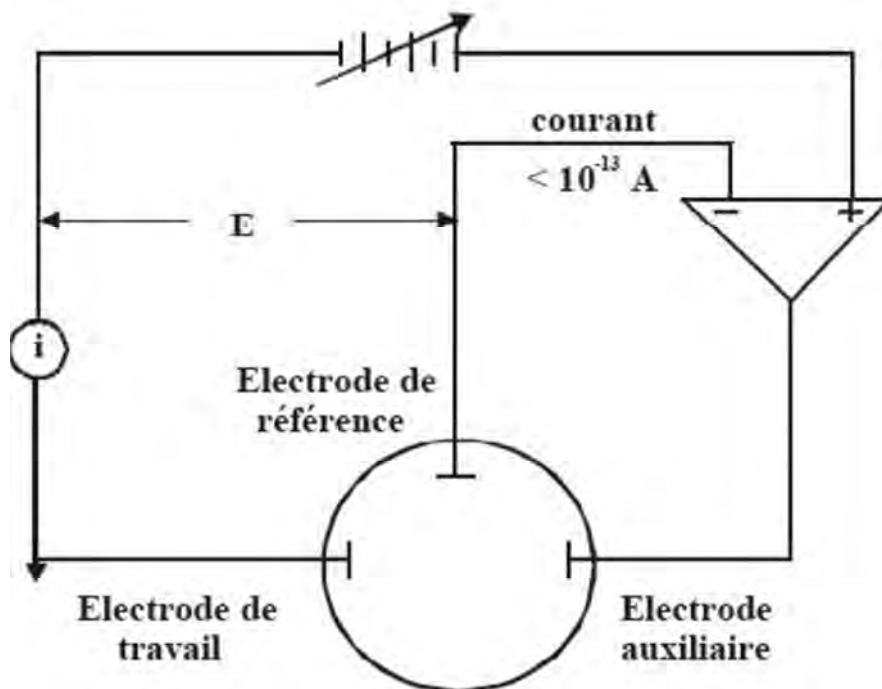 courant
< 10⁻¹³ A
− +
E
i
Electrode de
référence
Electrode de
travail
Electrode
auxiliaire